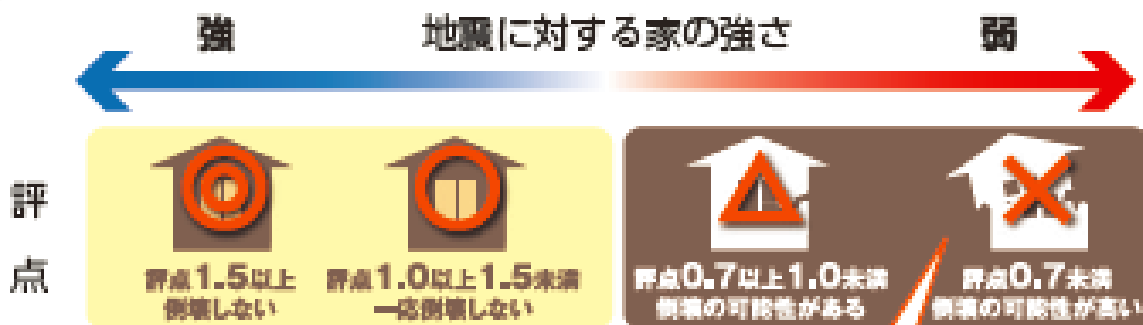 強 地震に対する家の強さ 弱
評点
評点1.5以上
倒壊しない
評点1.0以上1.5未満
一応倒壊しない
評点0.7以上1.0未満
倒壊の可能性がある
評点0.7未満
倒壊の可能性が高い